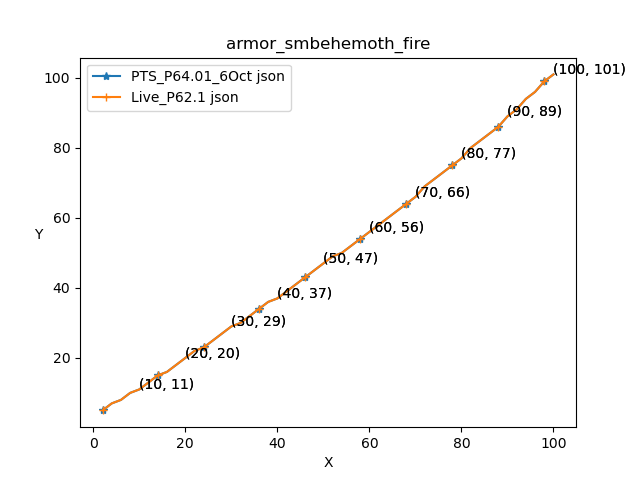 armor_smbehemoth_fire
PTS_P64.01_6Oct json
Live_P62.1 json
(100, 101)
(90, 89)
(80, 77)
(70, 66)
(60, 56)
(50, 47)
(40, 37)
(30, 29)
(20, 20)
(10, 11)
100
80
60
40
20
Y
0 20 40 60 80 100
X